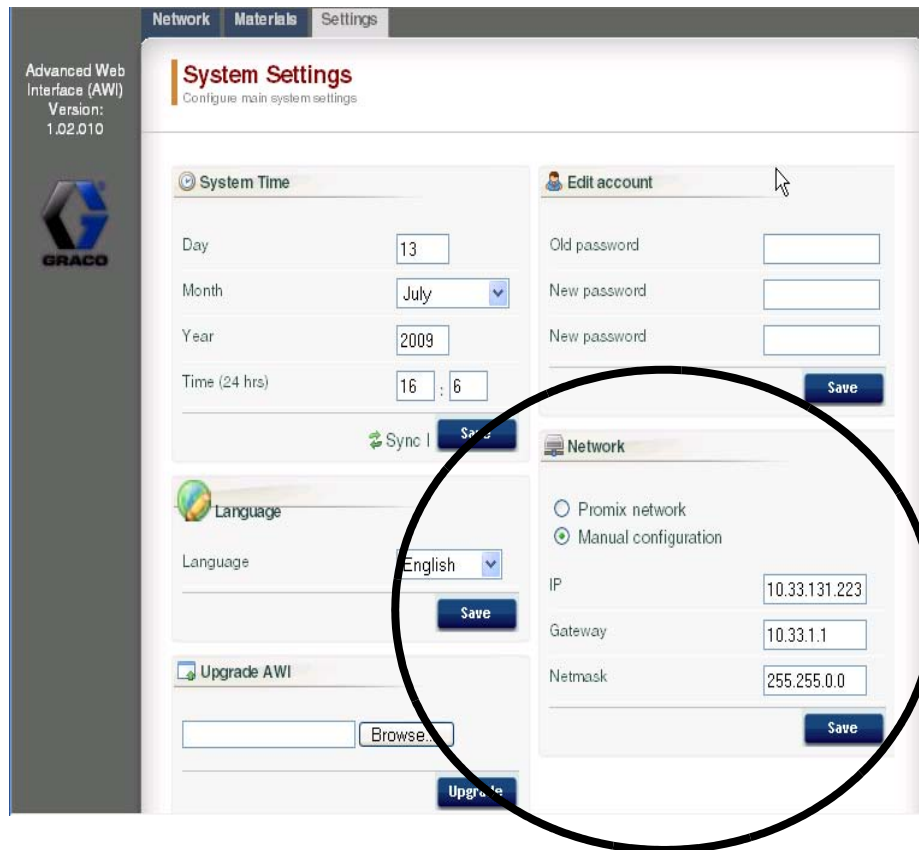 Network Materials Settings
Advanced Web
Interface (AWI)
Version:
1.02.010
GRACO
System Settings
Configure main system settings
System Time
Day 13
Month July
Year 2009
Time (24 hrs) 16 : 6
Sync Save
Language
Language English
Save
Upgrade AWI
Browse...
Upgrade
Edit account
Old password
New password
New password
Save
Network
Promix network
Manual configuration
IP 10.33.131.223
Gateway 10.33.1.1
Netmask 255.255.0.0
Save